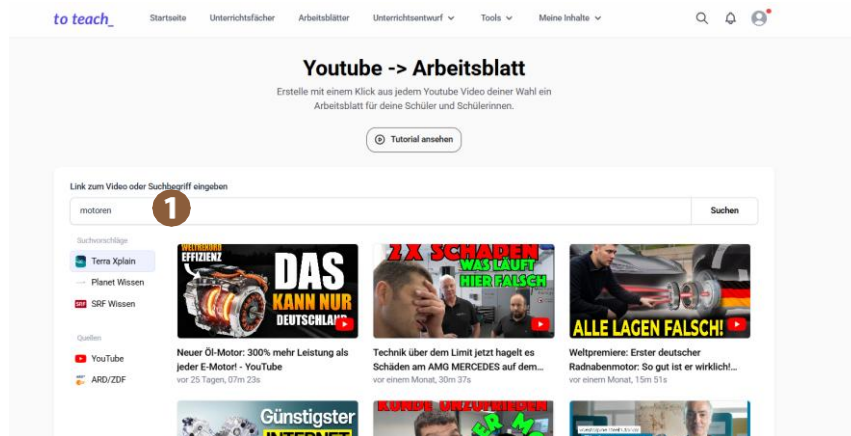 to teach_
Startseite
Unterrichtsfächer
Arbeitsblätter
Unterrichtsentwurf
Tools
Meine Inhalte
Youtube -> Arbeitsblatt
Erstelle mit einem Klick aus jedem Youtube Video deiner Wahl ein
Arbeitsblatt für deine Schüler und Schülerinnen.
Tutorial ansehen
Link zum Video oder Suchbegriff eingeben
motoren
1
Suchen
Suchvorschläge
Terra Xplain
Planet Wissen
SRF
SRF Wissen
Quellen
YouTube
ARD/ZDF
WELTREKORD
EFFIZIENZ
DAS
KANN NUR
DEUTSCHLAND
Neuer Öl-Motor: 300% mehr Leistung als
jeder E-Motor! - YouTube
vor 25 Tagen, 07m 23s
2 X SCHADEN
WAS LÄUFT
HIER FALSCH
Technik über dem Limit jetzt hagelt es
Schäden am AMG MERCEDES auf dem...
vor einem Monat, 30m 37s
ALLE LAGEN FALSCH!
Weltpremiere: Erster deutscher
Radnabenmotor: So gut ist er wirklich!...
vor einem Monat, 15m 51s
Günstigster
INTERNET
KUNDE UNZUFRIEDEN